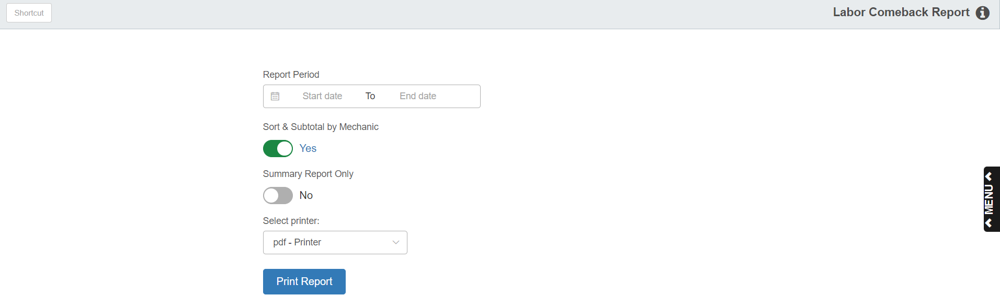 Shortcut
Labor Comeback Report
Report Period
Start date To End date
Sort & Subtotal by Mechanic
Yes
Summary Report Only
No
Select printer:
pdf - Printer
Print Report
MENU